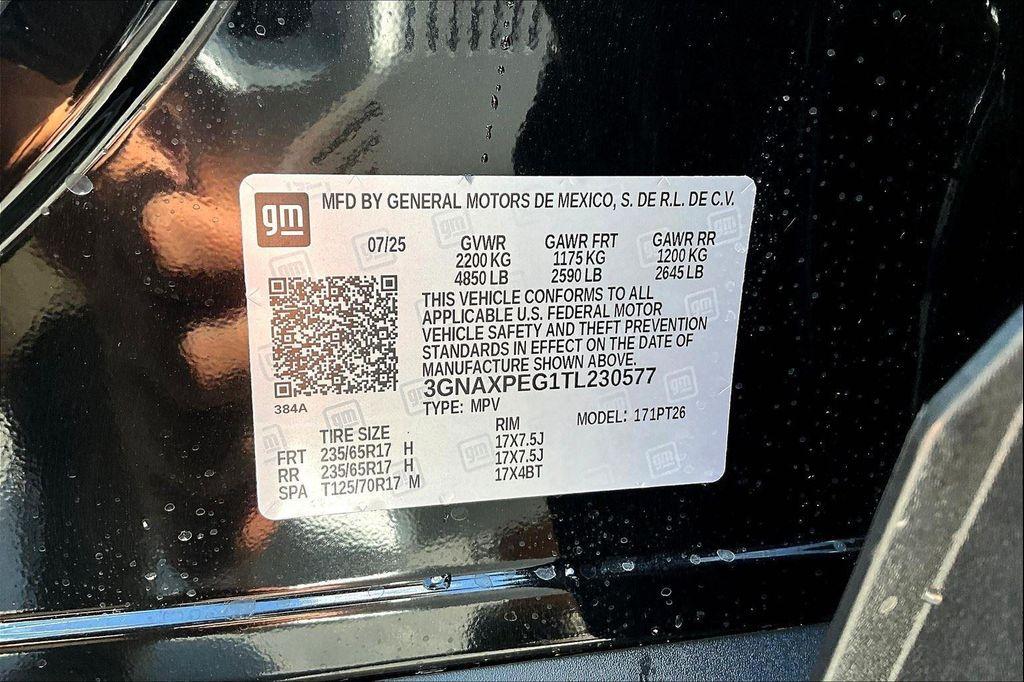 gm MFD BY GENERAL MOTORS DE MEXICO, S. DE R.L. DE C.V.
07/25 GVWR GAWR FRT GAWR RR
2200 KG 1175 KG 1200 KG
4850 LB 2590 LB 2645 LB
THIS VEHICLE CONFORMS TO ALL
APPLICABLE U.S. FEDERAL MOTOR
VEHICLE SAFETY AND THEFT PREVENTION
STANDARDS IN EFFECT ON THE DATE OF
MANUFACTURE SHOWN ABOVE.
3GNAXPEG1TL230577
384A
TYPE: MPV MODEL: 171PT26
TIRE SIZE RIM
FRT 235/65R17 H 17X7.5J
RR 235/65R17 H 17X7.5J
SPA T125/70R17 M 17X4BT